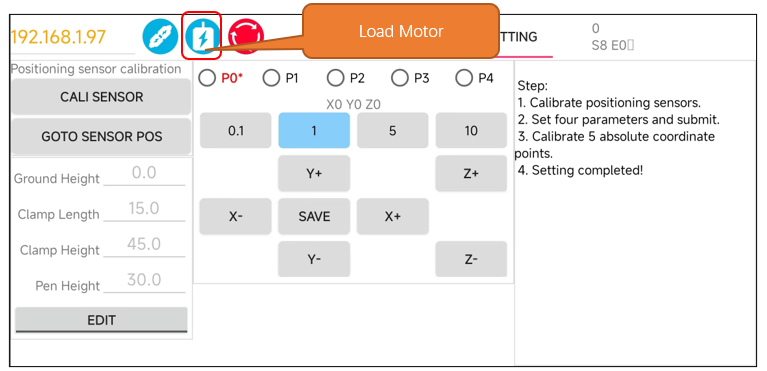 192.168.1.97
Load Motor
TTING
0
S8 E0
Positioning sensor calibration
CALI SENSOR
GOTO SENSOR POS
Ground Height 0.0
Clamp Length 15.0
Clamp Height 45.0
Pen Height 30.0
EDIT
P0* P1 P2 P3 P4
X0 Y0 Z0
0.1 1 5 10
Y+ Z+
X- SAVE X+
Y- Z-
Step:
1. Calibrate positioning sensors.
2. Set four parameters and submit.
3. Calibrate 5 absolute coordinate
points.
4. Setting completed!